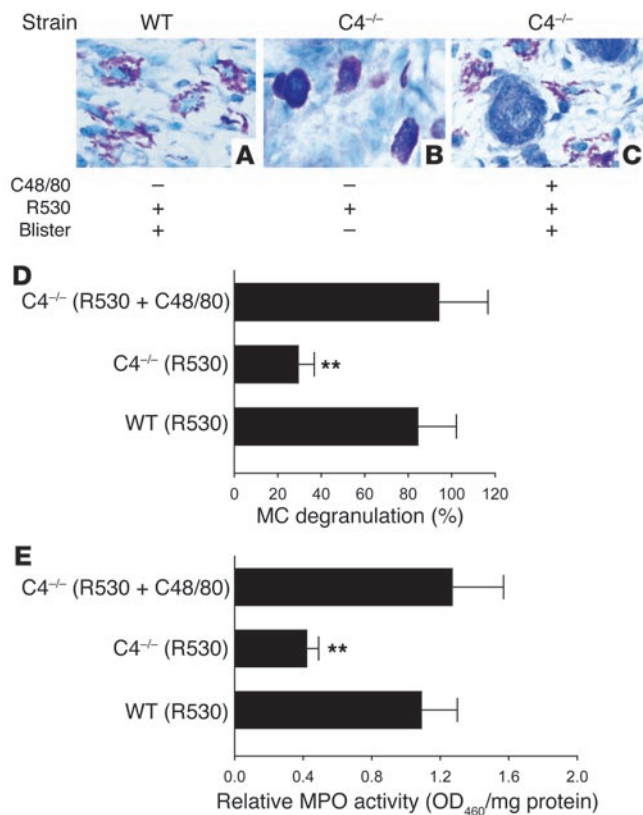 Strain WT C4⁻/⁻ C4⁻/⁻
A B C
C48/80 – – +
R530 + + +
Blister + – +
D
C4⁻/⁻ (R530 + C48/80)
C4⁻/⁻ (R530) **
WT (R530)
0 20 40 60 80 100 120
MC degranulation (%)
E
C4⁻/⁻ (R530 + C48/80)
C4⁻/⁻ (R530) **
WT (R530)
0.0 0.4 0.8 1.2 1.6 2.0
Relative MPO activity (OD₄₆₀/mg protein)